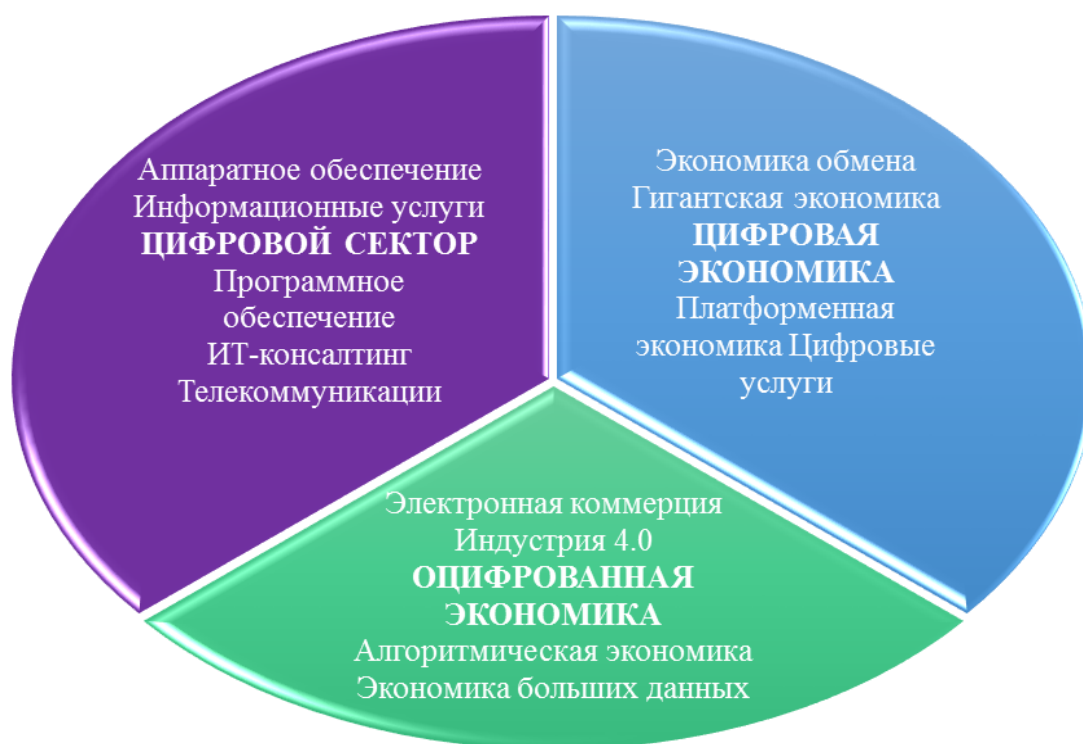 Аппаратное обеспечение
Информационные услуги
ЦИФРОВОЙ СЕКТОР
Программное
обеспечение
ИТ-консалтинг
Телекоммуникации
Экономика обмена
Гигантская экономика
ЦИФРОВАЯ
ЭКОНОМИКА
Платформенная
экономика Цифровые
услуги
Электронная коммерция
Индустрия 4.0
ОЦИФРОВАННАЯ
ЭКОНОМИКА
Алгоритмическая экономика
Экономика больших данных